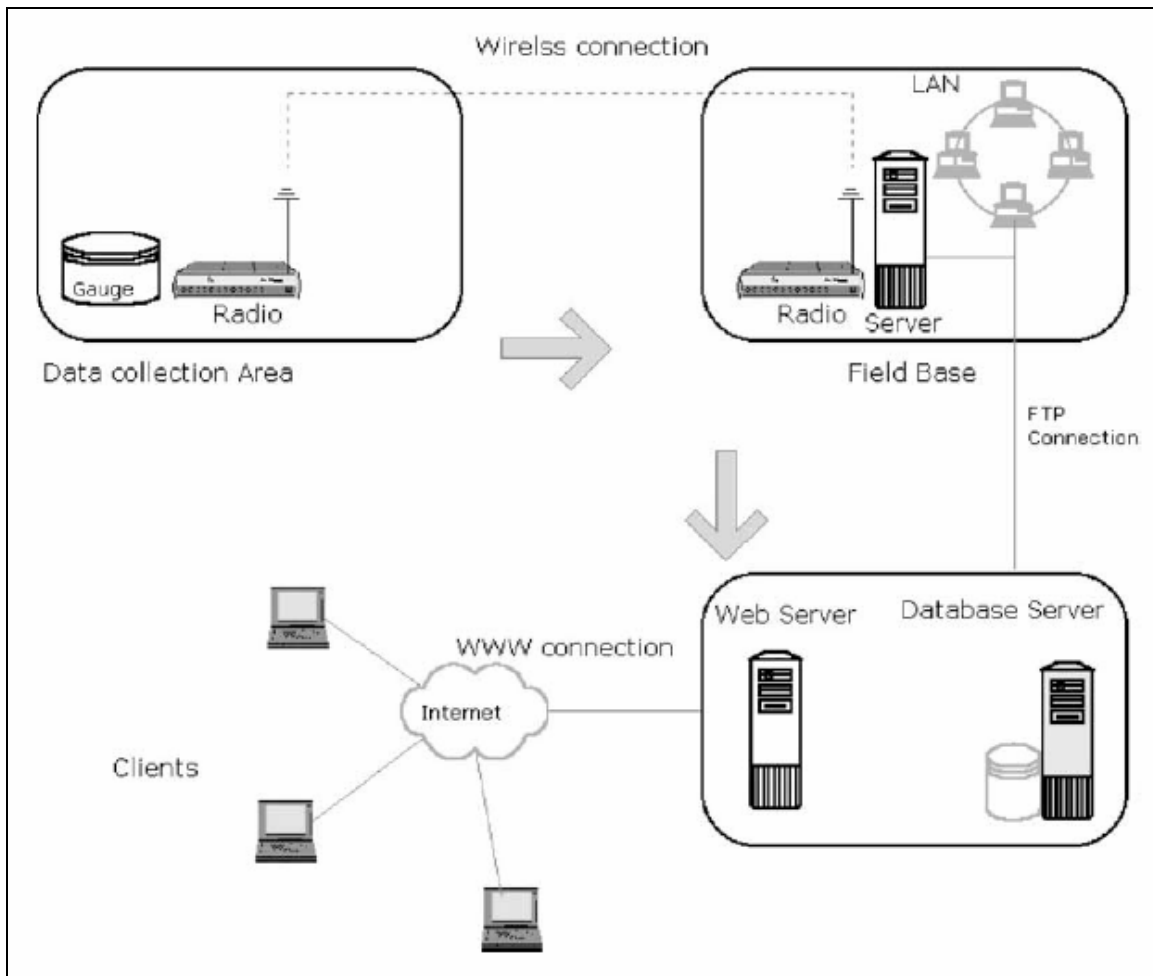 Wirelss connection
LAN
Gauge
Radio
Radio
Server
Data collection Area
Field Base
FTP
Connection
Web Server
Database Server
WWW connection
Internet
Clients